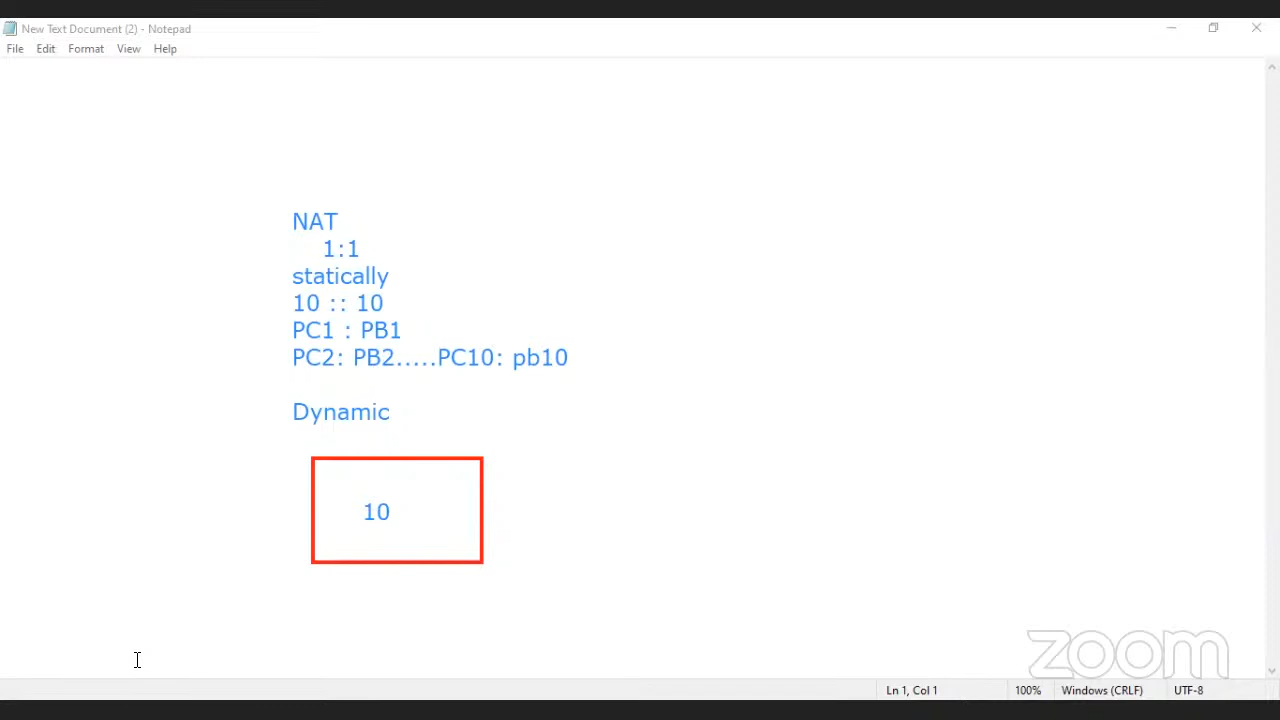 New Text Document (2) - Notepad
File Edit Format View Help
NAT
1:1
statically
10 :: 10
PC1 : PB1
PC2: PB2.....PC10: pb10
Dynamic
10
zoom
Ln 1, Col 1 100% Windows (CRLF) UTF-8